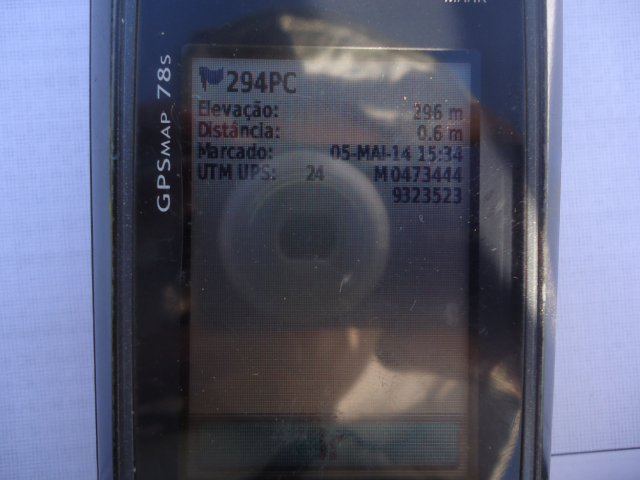 MARK
GPSMAP 78s
294PC
Elevação: 296 m
Distância: 0.6 m
Marcado: 05-MAI-14 15:34
UTM UPS: 24 M 0473444
9323523